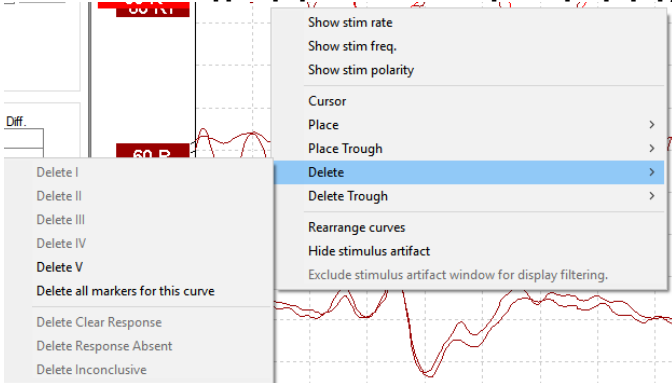 Show stim rate
Show stim freq.
Show stim polarity
Cursor
Place
Place Trough
Delete
Delete Trough
Rearrange curves
Hide stimulus artifact
Exclude stimulus artifact window for display filtering.
Diff.
Delete I
Delete II
Delete III
Delete IV
Delete V
Delete all markers for this curve
Delete Clear Response
Delete Response Absent
Delete Inconclusive